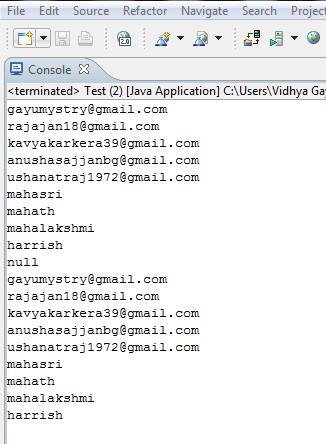 File Edit Source Refactor Navigate Search Project
2.0
Console
<terminated> Test (2) [Java Application] C:\Users\Vidhya
gayumystry@gmail.com
rajajan18@gmail.com
kavyakarkera39@gmail.com
anushasajjanbg@gmail.com
ushanatraj1972@gmail.com
mahasri
mahath
mahalakshmi
harrish
null
gayumystry@gmail.com
rajajan18@gmail.com
kavyakarkera39@gmail.com
anushasajjanbg@gmail.com
ushanatraj1972@gmail.com
mahasri
mahath
mahalakshmi
harrish